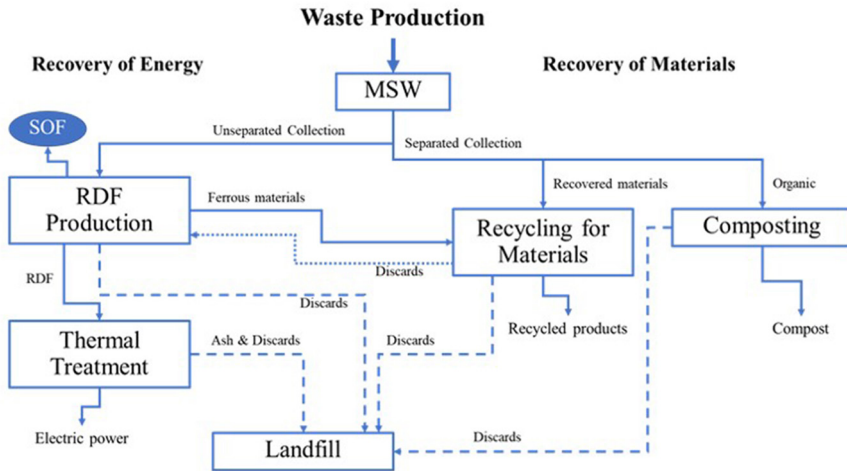 Waste Production
Recovery of Energy
Recovery of Materials
MSW
SOF
Unseparated Collection
Separated Collection
RDF
Production
Ferrous materials
Recovered materials
Organic
Recycling for
Materials
Composting
RDF
Discards
Discards
Thermal
Treatment
Ash & Discards
Discards
Recycled products
Compost
Electric power
Landfill
Discards